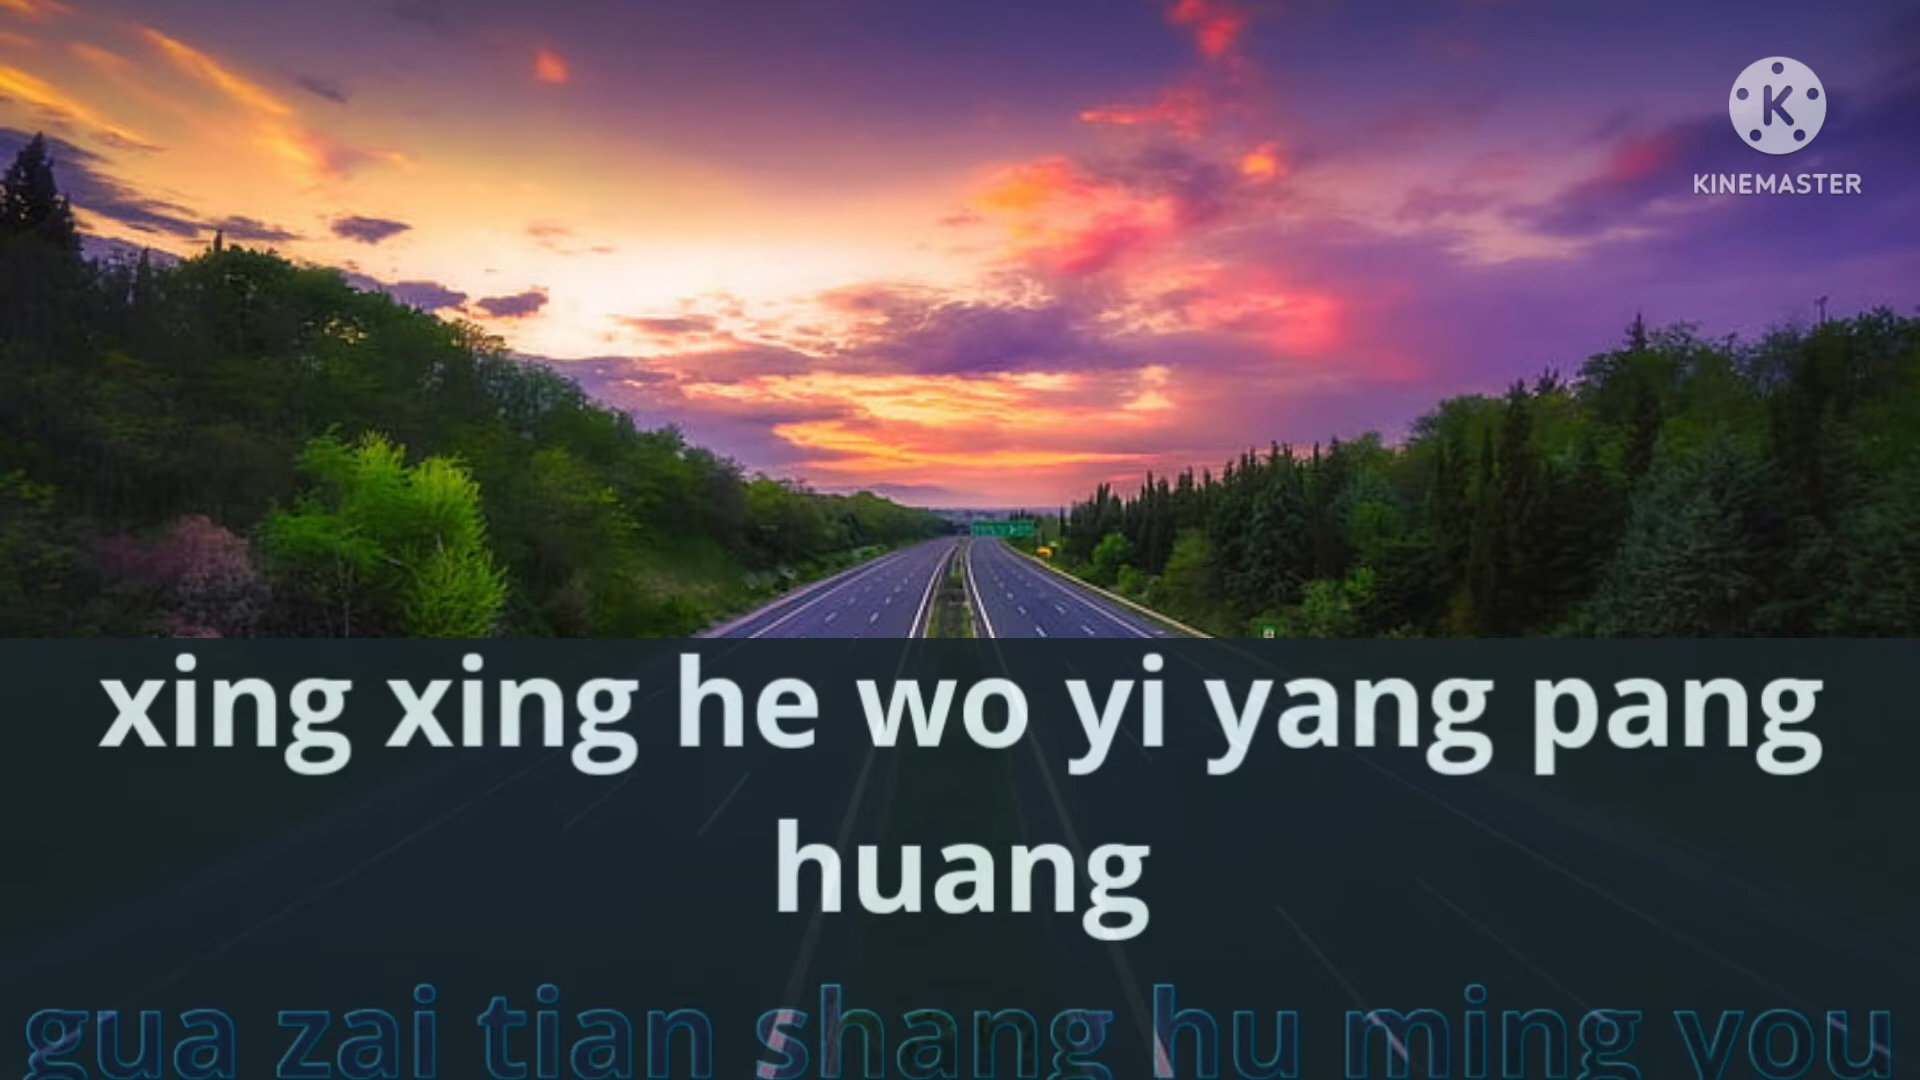 KINEMASTER
xing xing he wo yi yang pang
huang
gua zai tian shang hu ming you